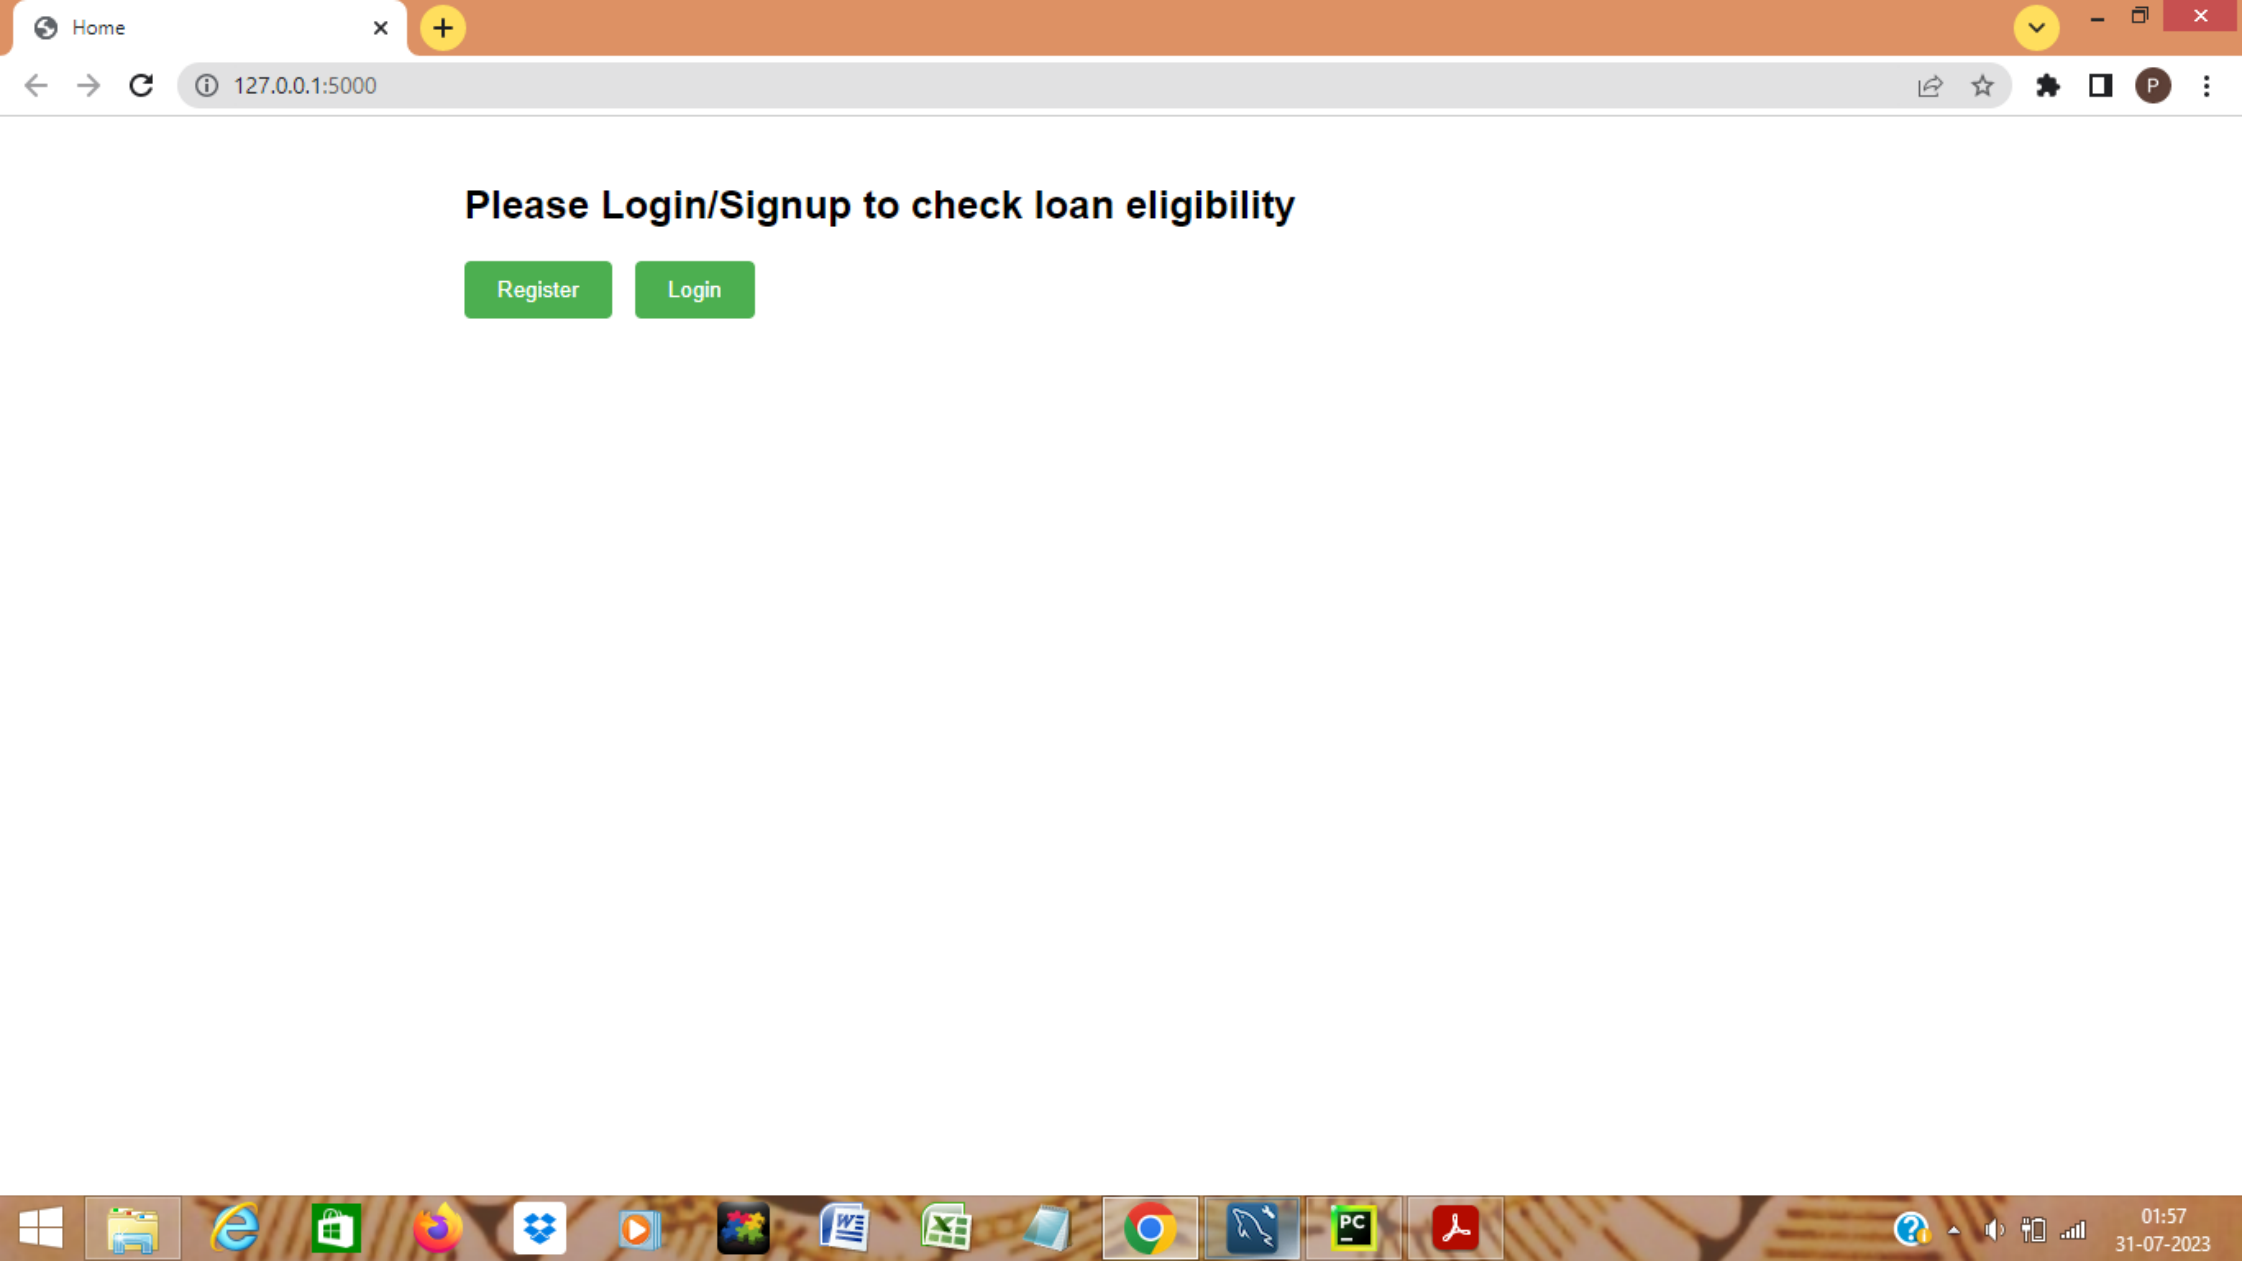 Home
127.0.0.1:5000
P
Please Login/Signup to check loan eligibility
Register Login
PC
01:57
31-07-2023